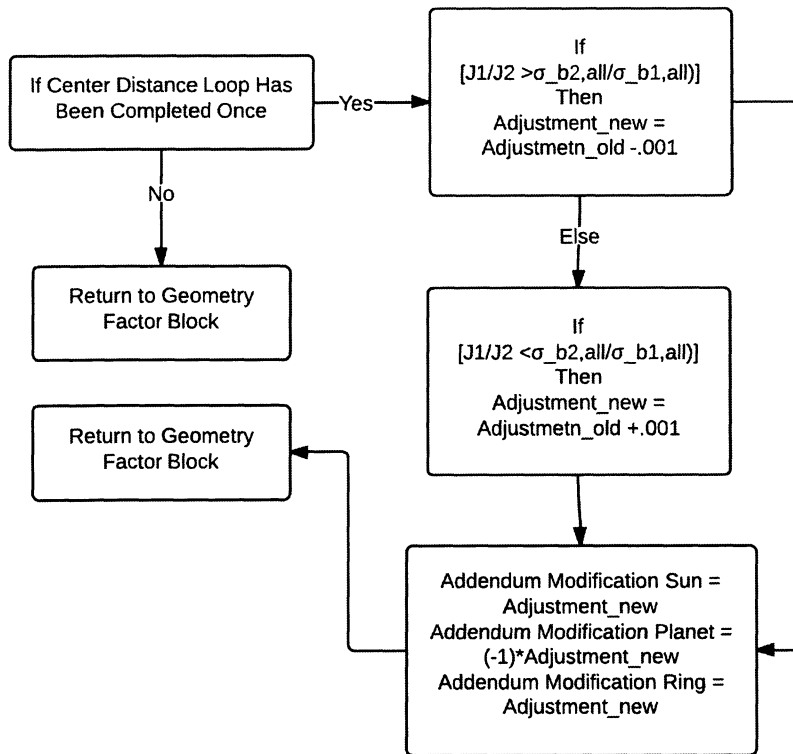 If Center Distance Loop Has
Been Completed Once
Yes
If
[J1/J2 >σ_b2,all/σ_b1,all)]
Then
Adjustment_new =
Adjustmetn_old -.001
No
Else
Return to Geometry
Factor Block
If
[J1/J2 <σ_b2,all/σ_b1,all)]
Then
Adjustment_new =
Adjustmetn_old +.001
Return to Geometry
Factor Block
Addendum Modification Sun =
Adjustment_new
Addendum Modification Planet =
(-1)*Adjustment_new
Addendum Modification Ring =
Adjustment_new